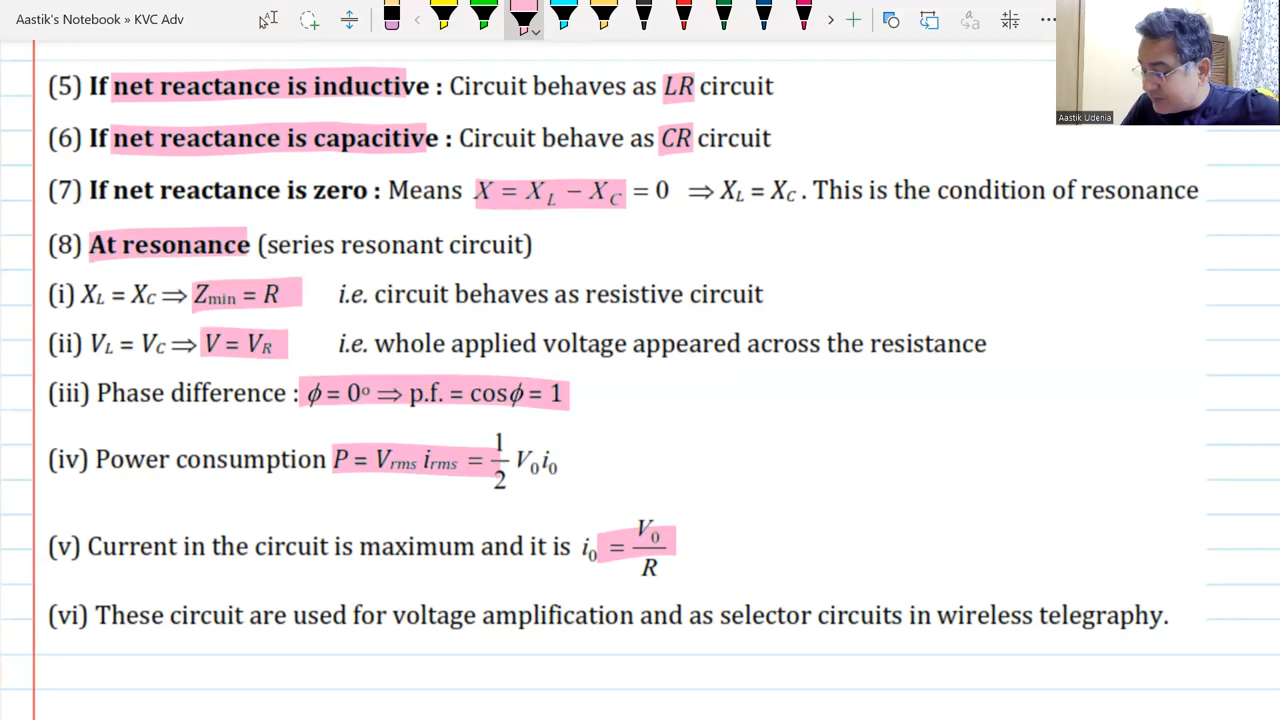 Aastik's Notebook » KVC Adv
Aastik Udenia
(5) If net reactance is inductive : Circuit behaves as LR circuit
(6) If net reactance is capacitive : Circuit behave as CR circuit
(7) If net reactance is zero : Means X = X_L − X_C = 0 ⇒ X_L = X_C . This is the condition of resonance
(8) At resonance (series resonant circuit)
(i) X_L = X_C ⇒ Z_min = R i.e. circuit behaves as resistive circuit
(ii) V_L = V_C ⇒ V = V_R i.e. whole applied voltage appeared across the resistance
(iii) Phase difference : ϕ = 0° ⇒ p.f. = cosϕ = 1
(iv) Power consumption P = V_rms i_rms = 1/2 V_0 i_0
(v) Current in the circuit is maximum and it is i_0 = V_0/R
(vi) These circuit are used for voltage amplification and as selector circuits in wireless telegraphy.